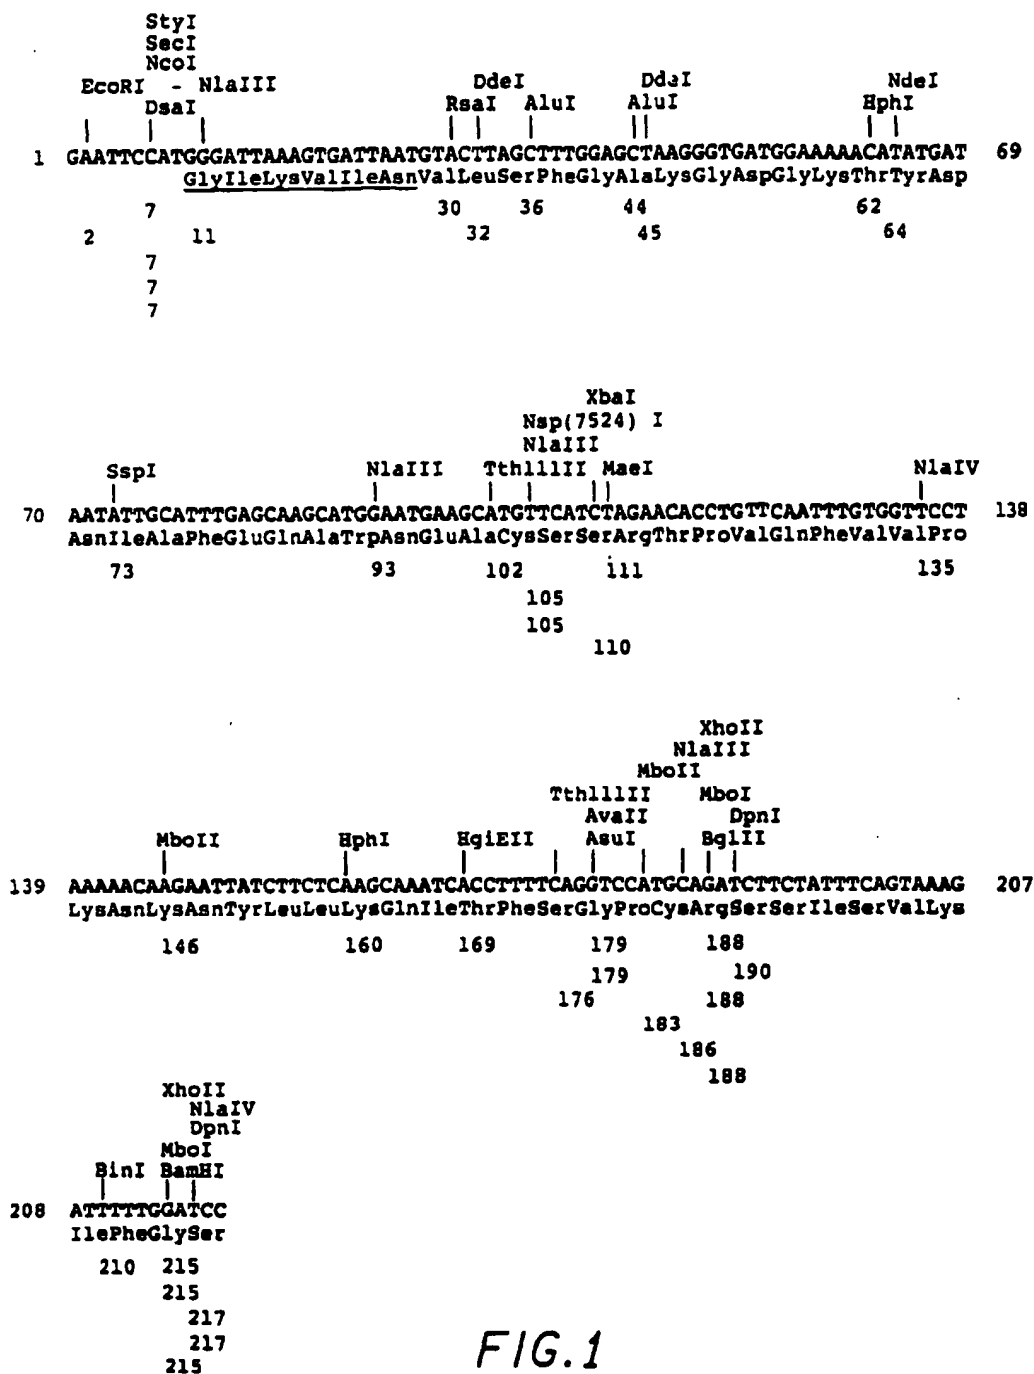 StyI
SecI
NcoI
EcoRI - NlaIII DdeI DdeI NdeI
DsaI RsaI AluI AluI HphI
1 GAATTCCATGGGATTAAAGTGATTAATGTACTTAGCTTTGGAGCTAAGGGTGATGGAAAAACATATGAT 69
GlyIleLysValIleAsnValLeuSerPheGlyAlaLysGlyAspGlyLysThrTyrAsp
7 30 36 44 62
2 11 32 45 64
7
7
7
XbaI
Nsp(7524) I
NlaIII
SspI NlaIII Tth111II MaeI NlaIV
70 AATATTGCATTTGAGCAAGCATGGAATGAAGCATGTTCATCTAGAACACCTGTTCAATTTGTGGTTCCT 138
AsnIleAlaPheGluGlnAlaTrpAsnGluAlaCysSerSerArgThrProValGlnPheValValPro
73 93 102 111 135
105
105
110
XhoII
NlaIII
MboII
Tth111II MboI
AvaII DpnI
MboII HphI HgiEII AsuI BglII
139 AAAAACAAGAATTATCTTCTCAAGCAAATCACCTTTTCAGGTCCATGCAGATCTTCTATTTCAGTAAAG 207
LysAsnLysAsnTyrLeuLeuLysGlnIleThrPheSerGlyProCysArgSerSerIleSerValLys
146 160 169 179 188
179 190
176 188
183
186
188
XhoII
NlaIV
DpnI
MboI
BinI BamHI
208 ATTTTTGGATCC
IlePheGlySer
210 215
215
217
217
215
FIG.1